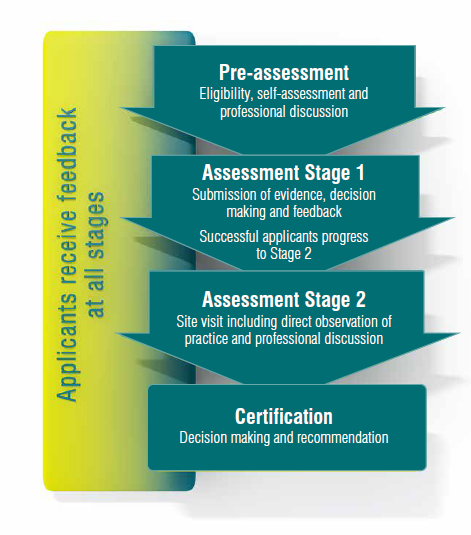 Applicants receive feedback
at all stages
Pre-assessment
Eligibility, self-assessment and
professional discussion
Assessment Stage 1
Submission of evidence, decision
making and feedback
Successful applicants progress
to Stage 2
Assessment Stage 2
Site visit including direct observation of
practice and professional discussion
Certification
Decision making and recommendation